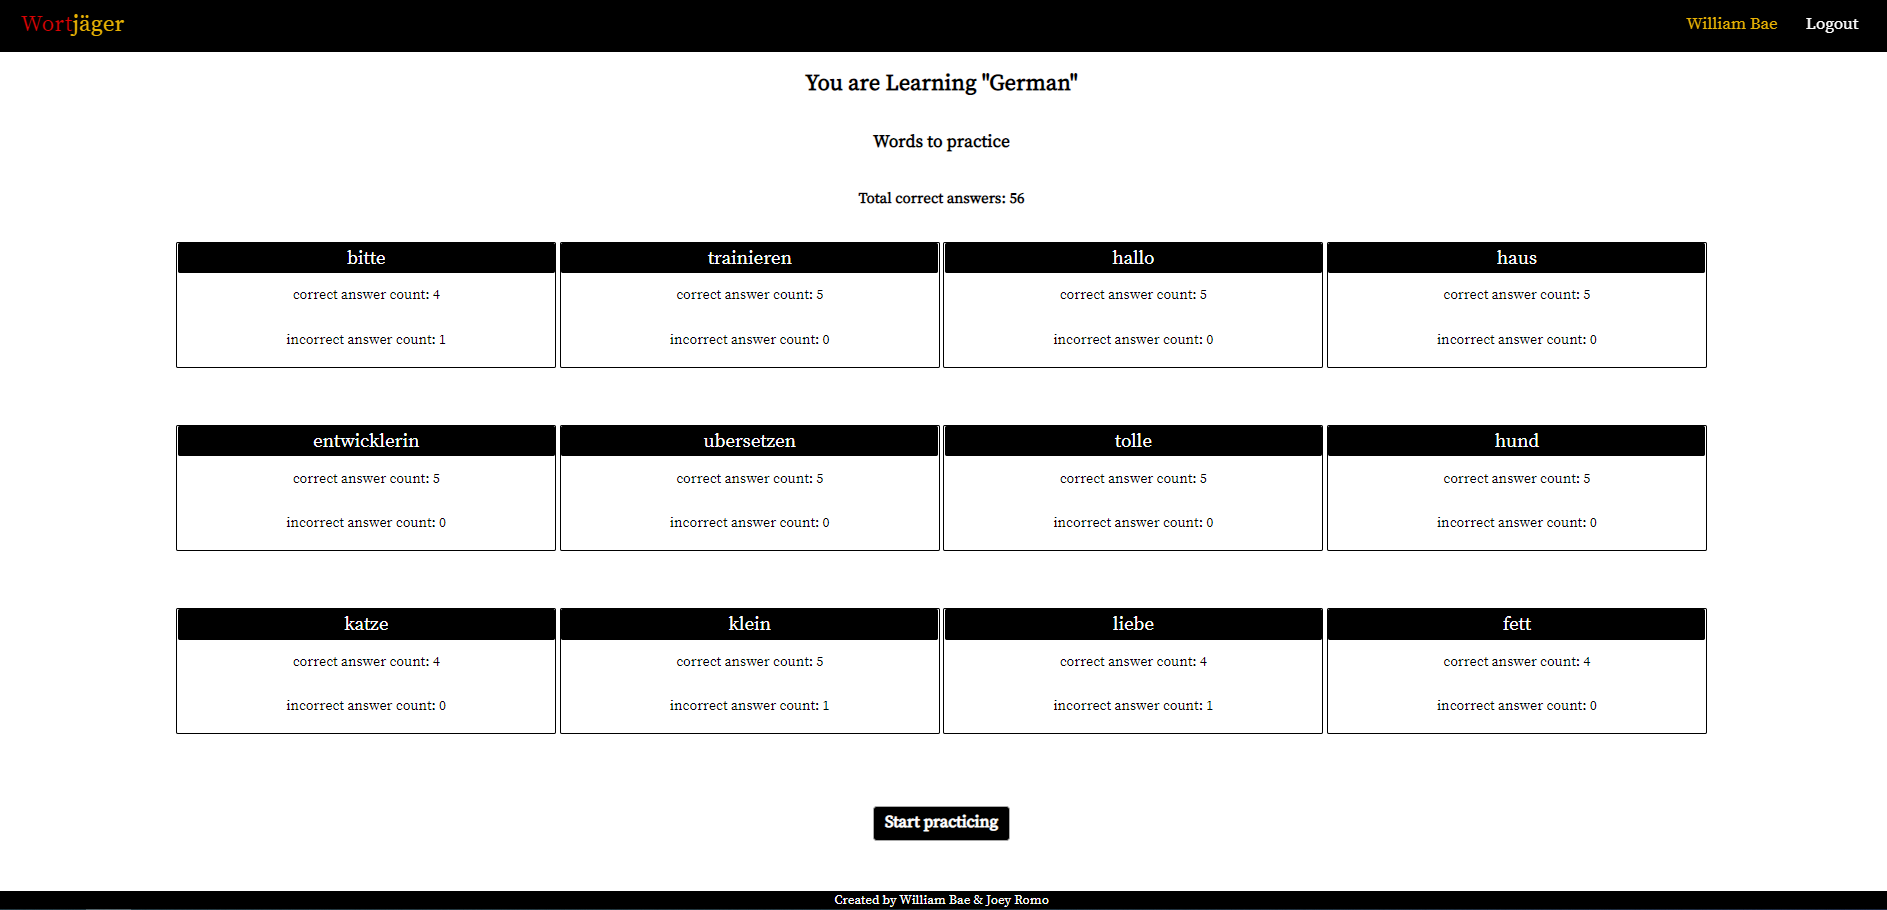 Wortjäger William Bae Logout
You are Learning "German"
Words to practice
Total correct answers: 56
bitte trainieren hallo haus
correct answer count: 4 correct answer count: 5 correct answer count: 5 correct answer count: 5
incorrect answer count: 1 incorrect answer count: 0 incorrect answer count: 0 incorrect answer count: 0
entwicklerin ubersetzen tolle hund
correct answer count: 5 correct answer count: 5 correct answer count: 5 correct answer count: 5
incorrect answer count: 0 incorrect answer count: 0 incorrect answer count: 0 incorrect answer count: 0
katze klein liebe fett
correct answer count: 4 correct answer count: 5 correct answer count: 4 correct answer count: 4
incorrect answer count: 0 incorrect answer count: 1 incorrect answer count: 1 incorrect answer count: 0
Start practicing
Created by William Bae & Joey Romo